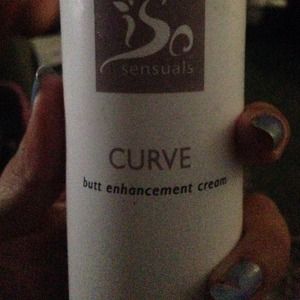 iSo
sensuals
CURVE
butt enhancement cream